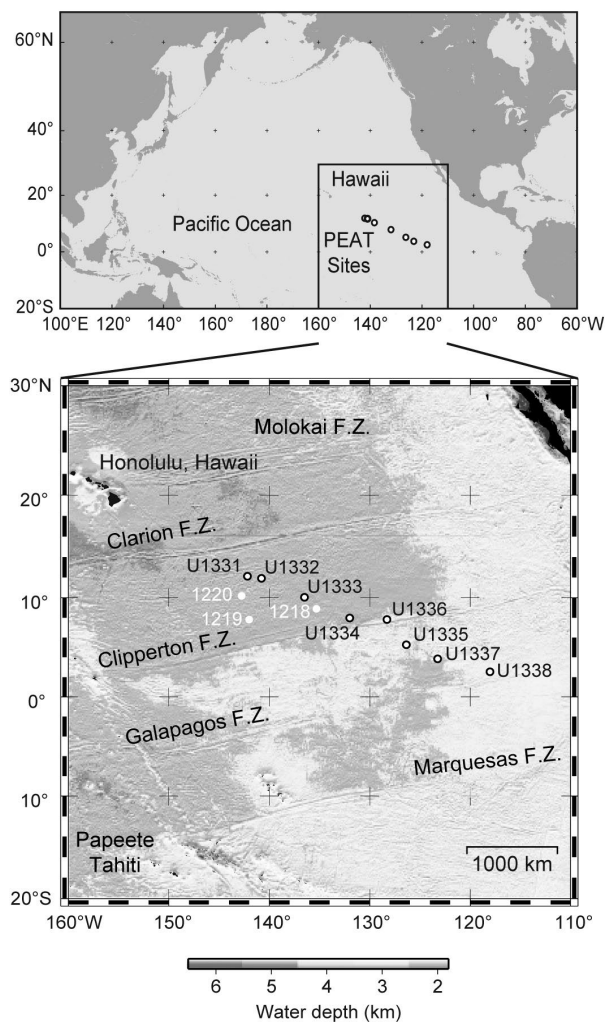 60°N
40°
20°
0°
20°S
Hawaii
Pacific Ocean
PEAT
Sites
100°E 120° 140° 160° 180° 160° 140° 120° 100° 80° 60°W
30°N
20°
10°
0°
10°
20°S
Molokai F.Z.
Honolulu, Hawaii
Clarion F.Z.
U1331
U1332
1220
U1333
1219
1218
U1334
U1336
Clipperton F.Z.
U1335
U1337
U1338
Galapagos F.Z.
Marquesas F.Z.
Papeete
Tahiti
1000 km
160°W 150° 140° 130° 120° 110°
6 5 4 3 2
Water depth (km)